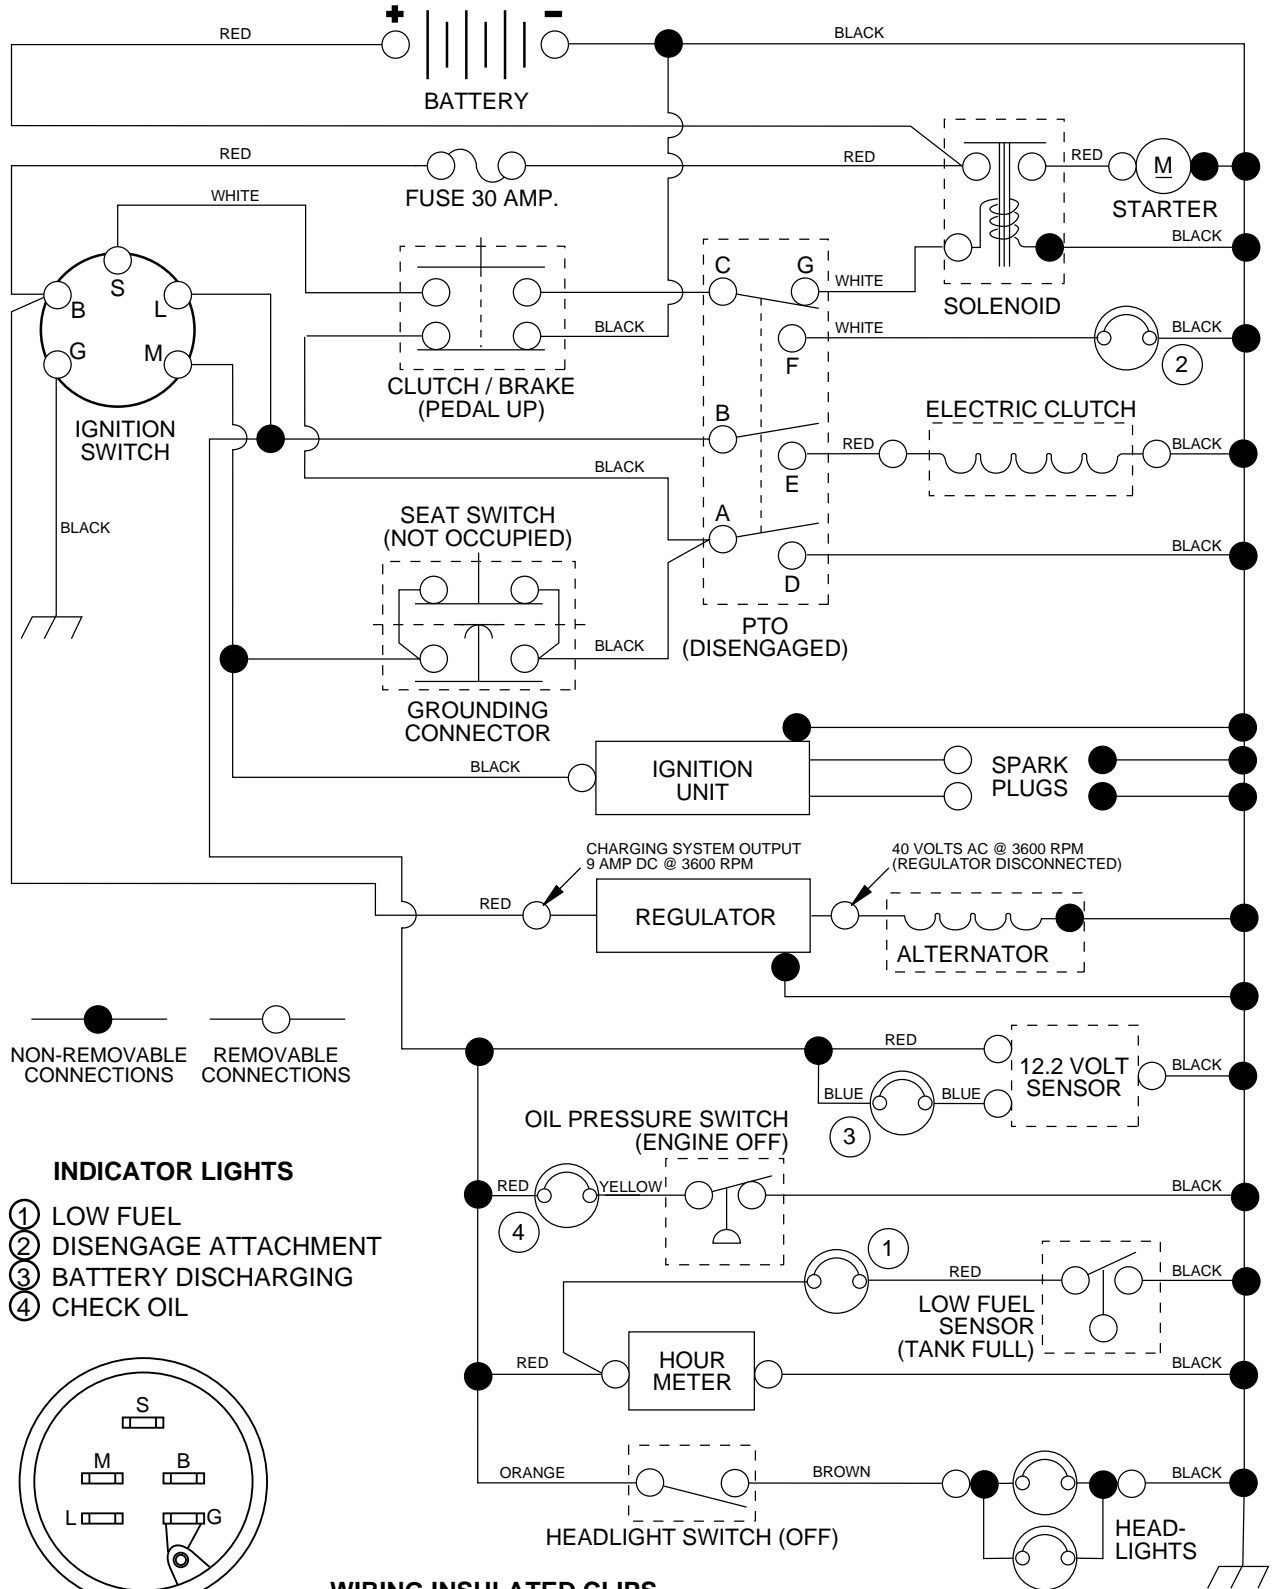 + -
RED
BLACK
BATTERY
RED
RED
RED
M
FUSE 30 AMP.
STARTER
WHITE
BLACK
C G
WHITE
SOLENOID
S
B L
G M
BLACK
WHITE
BLACK
F
2
CLUTCH / BRAKE
(PEDAL UP)
IGNITION
SWITCH
B
ELECTRIC CLUTCH
RED
BLACK
E
BLACK
BLACK
SEAT SWITCH
(NOT OCCUPIED)
A
BLACK
D
BLACK
PTO
(DISENGAGED)
GROUNDING
CONNECTOR
BLACK
IGNITION
UNIT
SPARK
PLUGS
CHARGING SYSTEM OUTPUT
9 AMP DC @ 3600 RPM
40 VOLTS AC @ 3600 RPM
(REGULATOR DISCONNECTED)
RED
REGULATOR
ALTERNATOR
NON-REMOVABLE
CONNECTIONS
REMOVABLE
CONNECTIONS
RED
12.2 VOLT
SENSOR
BLACK
BLUE
BLUE
3
OIL PRESSURE SWITCH
(ENGINE OFF)
RED
YELLOW
BLACK
4
INDICATOR LIGHTS
1 LOW FUEL
2 DISENGAGE ATTACHMENT
3 BATTERY DISCHARGING
4 CHECK OIL
1
RED
BLACK
LOW FUEL
SENSOR
(TANK FULL)
RED
HOUR
METER
BLACK
S
M B
L G
ORANGE
BROWN
BLACK
HEADLIGHT SWITCH (OFF)
HEAD-
LIGHTS
WIRING INSULATED CLIPS